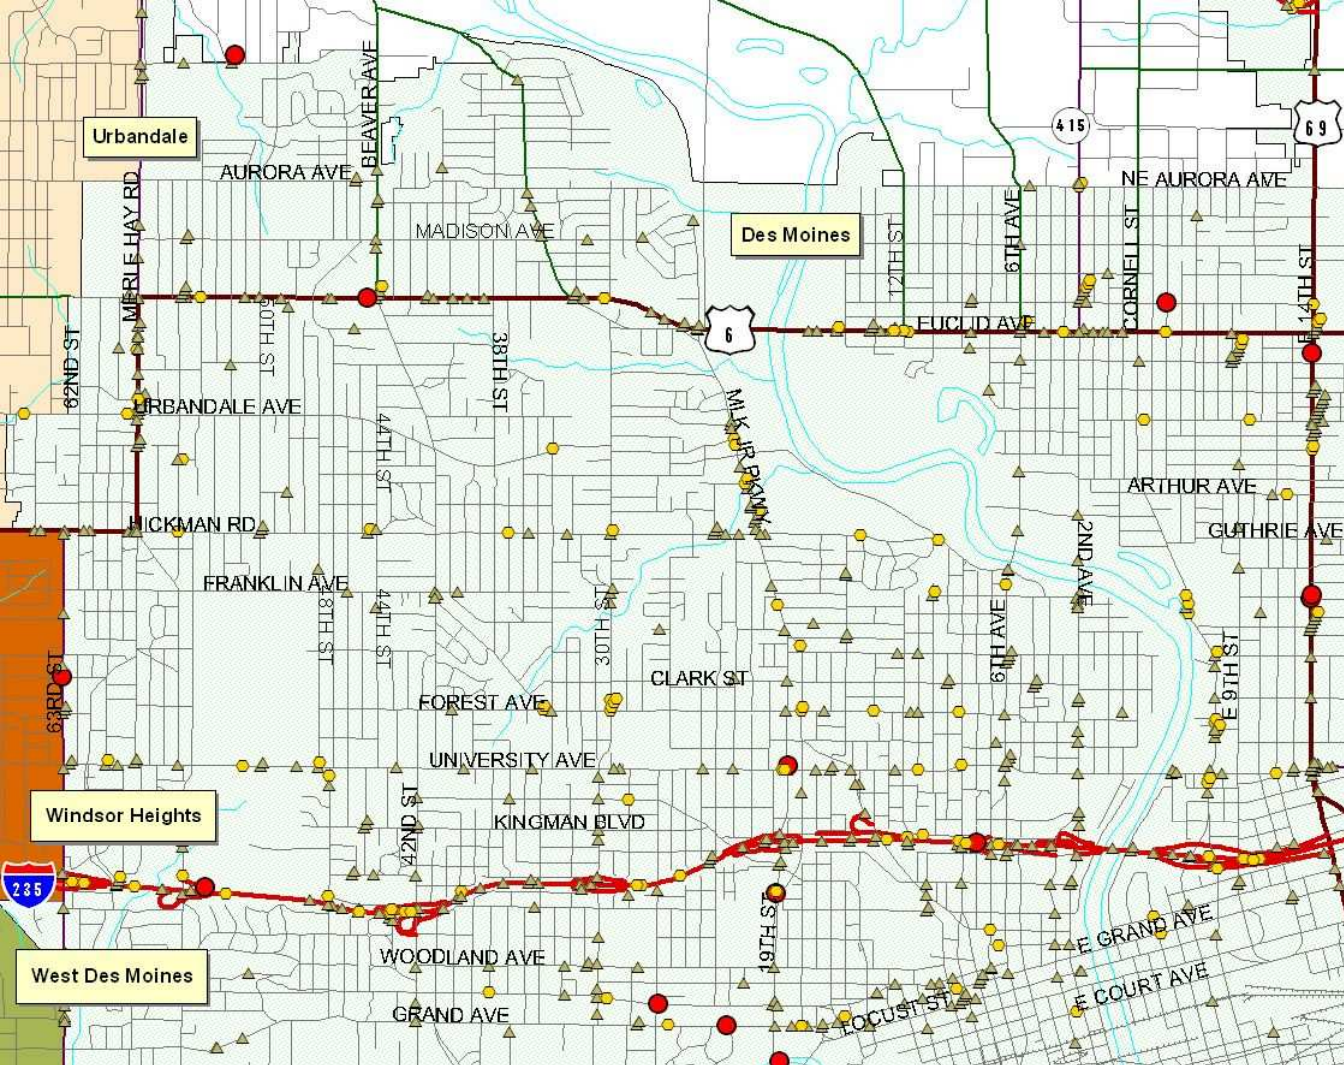 BEAVER AVE
415
69
Urbandale
AURORA AVE
NE AURORA AVE
MERLE HAY RD
MADISON AVE
Des Moines
12TH ST
6TH AVE
CORNELL ST
E 14TH ST
50TH ST
EUCLID AVE
6
62ND ST
38TH ST
URBANDALE AVE
44TH ST
MLK JR PKWY
ARTHUR AVE
HICKMAN RD
GUTHRIE AVE
2ND AVE
FRANKLIN AVE
48TH ST
44TH ST
30TH ST
6TH AVE
E 9TH ST
63RD ST
CLARK ST
FOREST AVE
UNIVERSITY AVE
Windsor Heights
42ND ST
KINGMAN BLVD
235
19TH ST
E GRAND AVE
WOODLAND AVE
West Des Moines
E COURT AVE
GRAND AVE
LOCUST ST